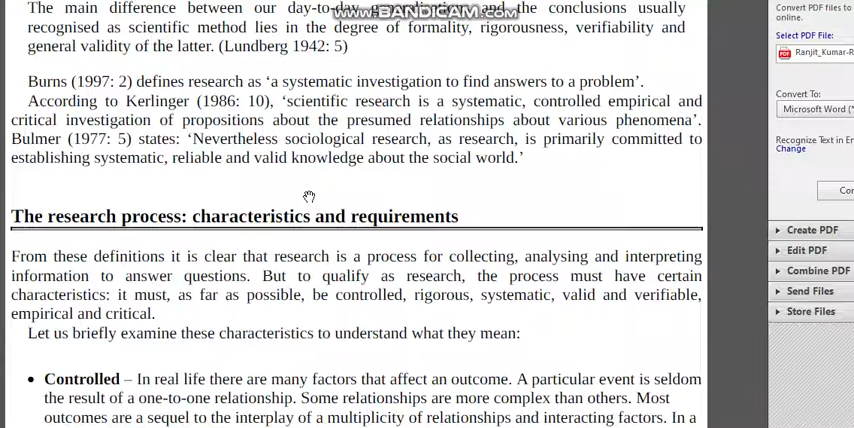 The main difference between our day-to-day and the conclusions usually
www.BANDICAM.com
recognised as scientific method lies in the degree of formality, rigorousness, verifiability and
general validity of the latter. (Lundberg 1942: 5)
Burns (1997: 2) defines research as ‘a systematic investigation to find answers to a problem’.
According to Kerlinger (1986: 10), ‘scientific research is a systematic, controlled empirical and
critical investigation of propositions about the presumed relationships about various phenomena’.
Bulmer (1977: 5) states: ‘Nevertheless sociological research, as research, is primarily committed to
establishing systematic, reliable and valid knowledge about the social world.’
The research process: characteristics and requirements
From these definitions it is clear that research is a process for collecting, analysing and interpreting
information to answer questions. But to qualify as research, the process must have certain
characteristics: it must, as far as possible, be controlled, rigorous, systematic, valid and verifiable,
empirical and critical.
Let us briefly examine these characteristics to understand what they mean:
• Controlled – In real life there are many factors that affect an outcome. A particular event is seldom
the result of a one-to-one relationship. Some relationships are more complex than others. Most
outcomes are a sequel to the interplay of a multiplicity of relationships and interacting factors. In a
Convert PDF files to
online.
Select PDF File:
PDF
Ranjit_Kumar-R
Convert To:
Microsoft Word (*
Recognize Text in En
Change
Con
Create PDF
Edit PDF
Combine PDF
Send Files
Store Files